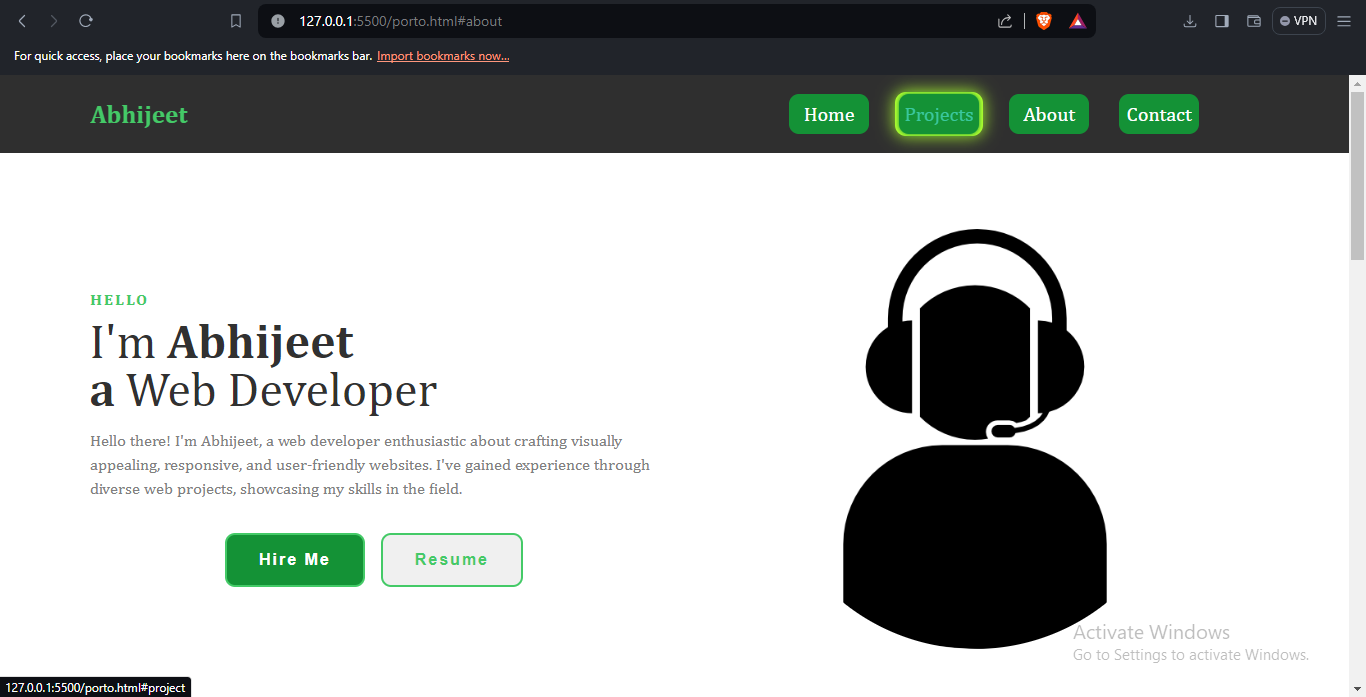 127.0.0.1:5500/porto.html#about
VPN
For quick access, place your bookmarks here on the bookmarks bar. Import bookmarks now...
Abhijeet
Home
Projects
About
Contact
HELLO
I'm Abhijeet
a Web Developer
Hello there! I'm Abhijeet, a web developer enthusiastic about crafting visually
appealing, responsive, and user-friendly websites. I've gained experience through
diverse web projects, showcasing my skills in the field.
Hire Me
Resume
Activate Windows
Go to Settings to activate Windows.
127.0.0.1:5500/porto.html#project